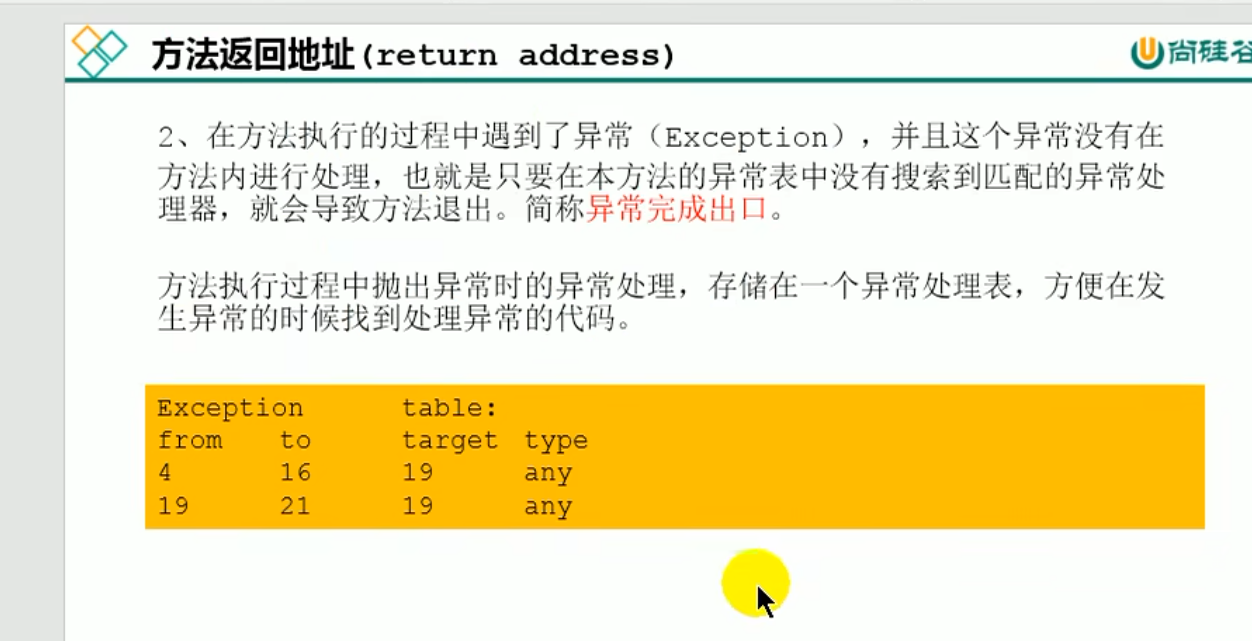 方法返回地址(return address)
尚硅谷
2、在方法执行的过程中遇到了异常（Exception），并且这个异常没有在
方法内进行处理，也就是只要在本方法的异常表中没有搜索到匹配的异常处
理器，就会导致方法退出。简称异常完成出口。
方法执行过程中抛出异常时的异常处理，存储在一个异常处理表，方便在发
生异常的时候找到处理异常的代码。
Exception table:
from to target type
4 16 19 any
19 21 19 any